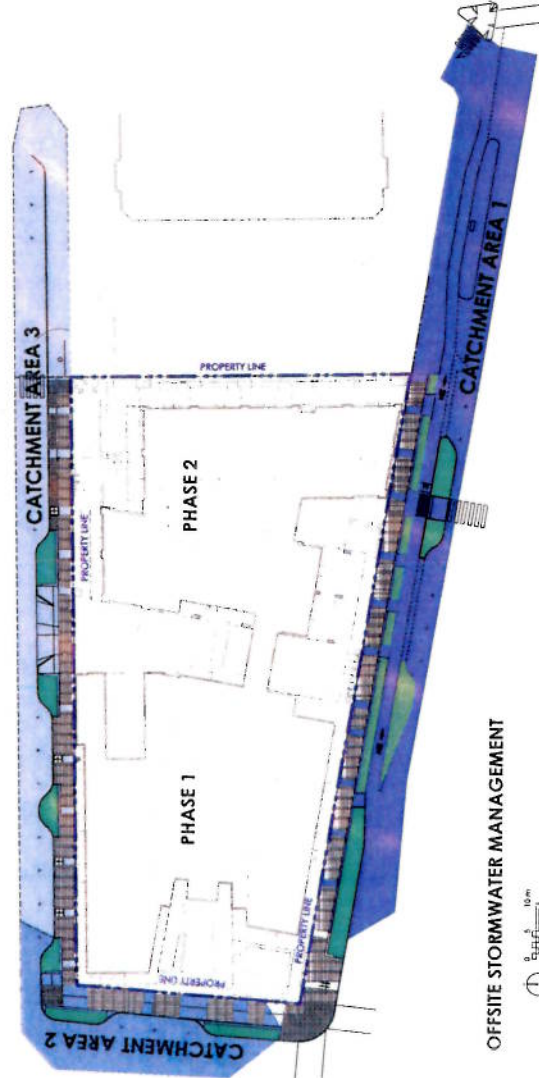 CATCHMENT AREA 3
PROPERTY LINE
PROPERTY LINE
PHASE 2
PHASE 1
CATCHMENT AREA 1
PROPERTY LINE
PROPERTY LINE
CATCHMENT AREA 2
OFFSITE STORMWATER MANAGEMENT
0 5 10 m